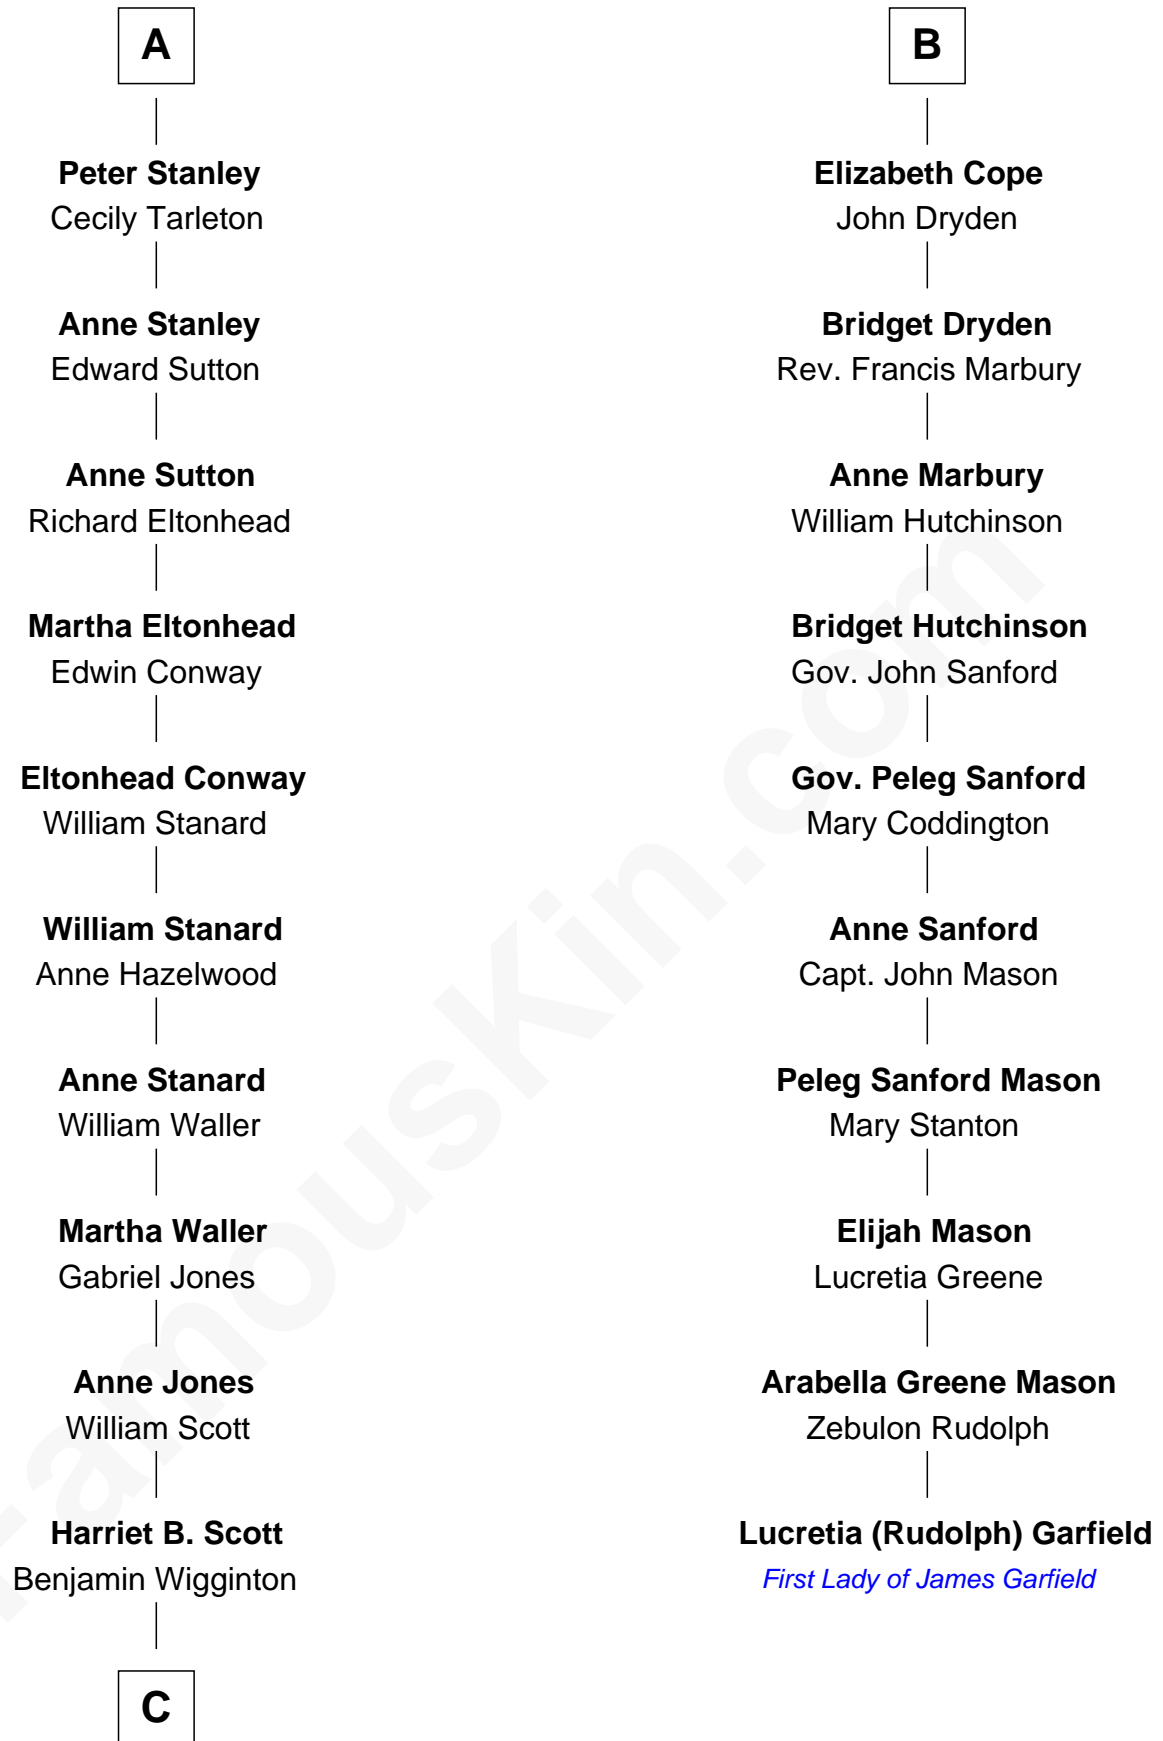 A
Peter Stanley
Cecily Tarleton
Anne Stanley
Edward Sutton
Anne Sutton
Richard Eltonhead
Martha Eltonhead
Edwin Conway
Eltonhead Conway
William Stanard
William Stanard
Anne Hazelwood
Anne Stanard
William Waller
Martha Waller
Gabriel Jones
Anne Jones
William Scott
Harriet B. Scott
Benjamin Wigginton
C
B
Elizabeth Cope
John Dryden
Bridget Dryden
Rev. Francis Marbury
Anne Marbury
William Hutchinson
Bridget Hutchinson
Gov. John Sanford
Gov. Peleg Sanford
Mary Coddington
Anne Sanford
Capt. John Mason
Peleg Sanford Mason
Mary Stanton
Elijah Mason
Lucretia Greene
Arabella Greene Mason
Zebulon Rudolph
Lucretia (Rudolph) Garfield
First Lady of James Garfield
FamousKin.com